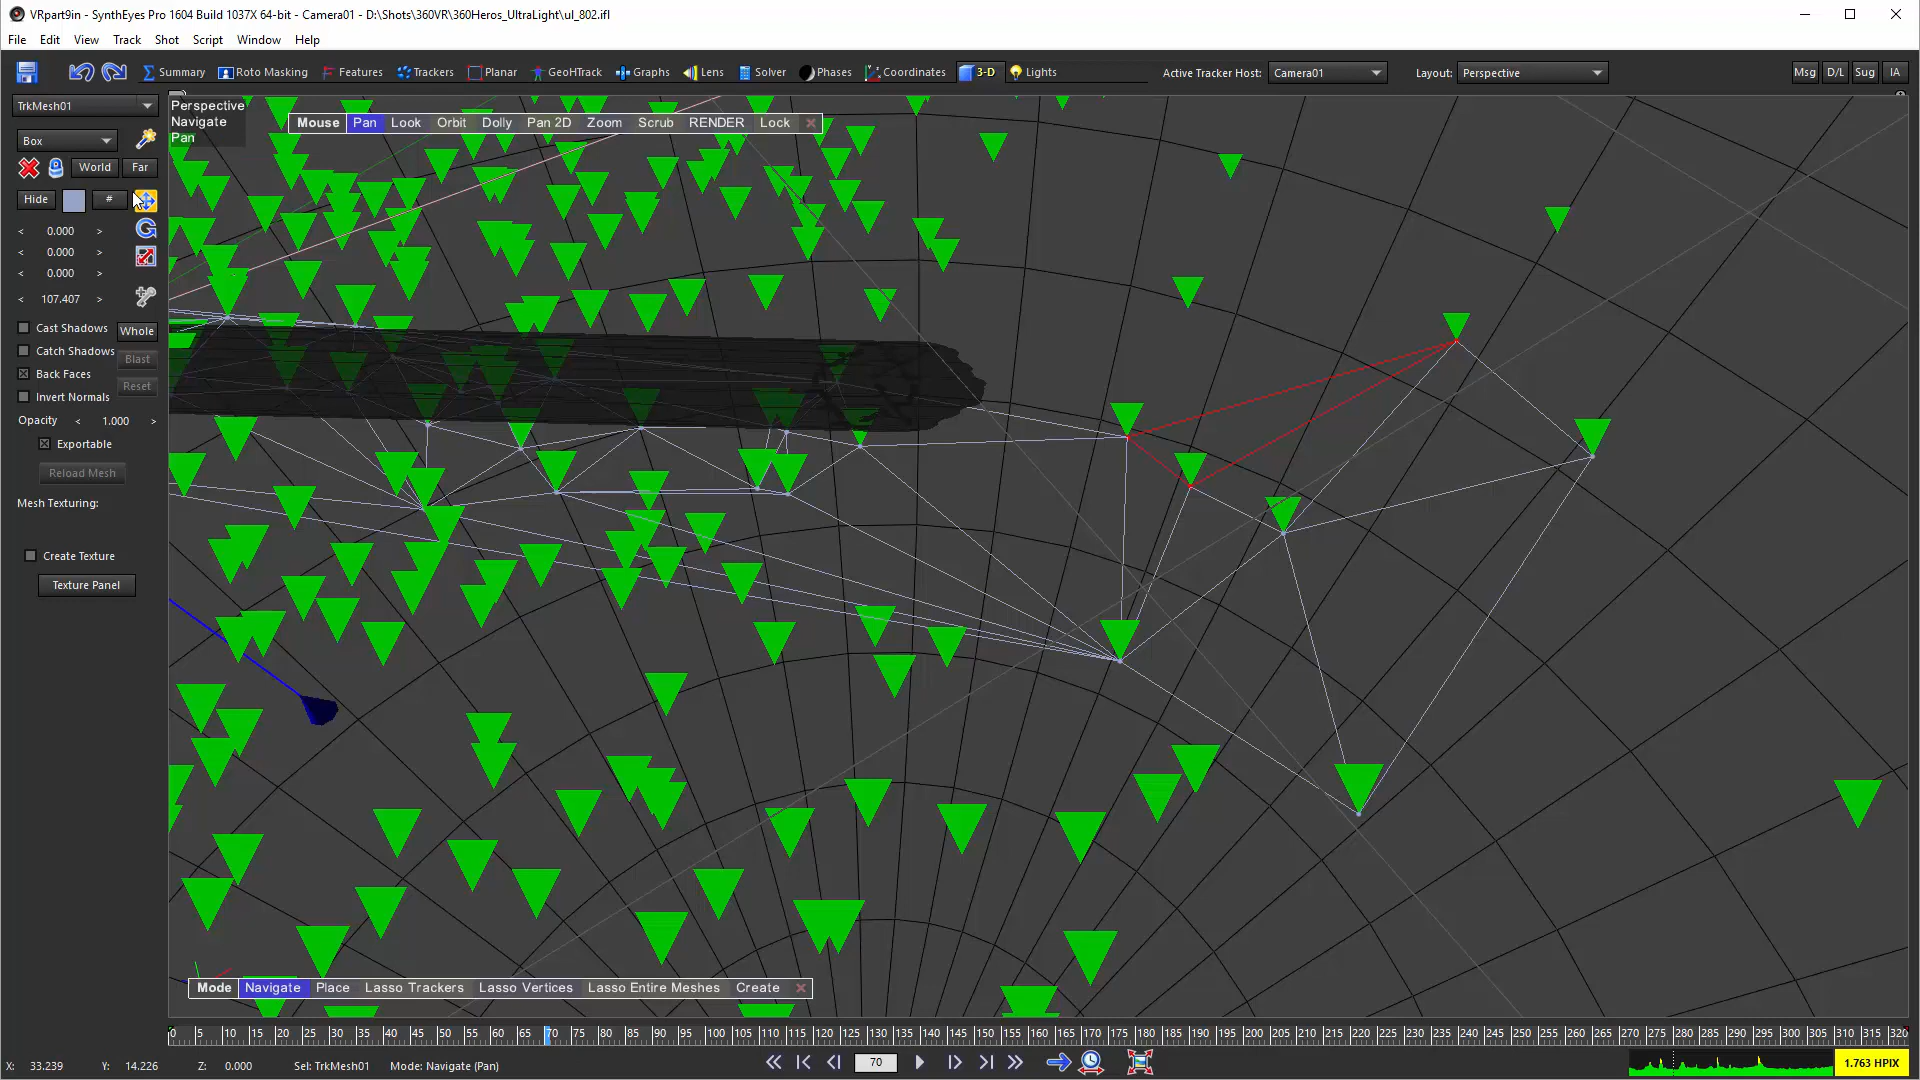 VRpart9in - SynthEyes Pro 1604 Build 1037X 64-bit - Camera01 - D:\Shots\360VR\360Heros_UltraLight\ul_802.ifl
File Edit View Track Shot Script Window Help
Summary Roto Masking Features Trackers Planar GeoHTrack Graphs Lens Solver Phases Coordinates 3-D Lights Active Tracker Host: Camera01 Layout: Perspective Msg D/L Sug IA
TrkMesh01
Perspective
Navigate
Pan
Mouse Pan Look Orbit Dolly Pan 2D Zoom Scrub RENDER Lock
Box
World Far
Hide #
< 0.000 >
< 0.000 >
< 0.000 >
< 107.407 >
Cast Shadows Whole
Catch Shadows Blast
Back Faces Reset
Invert Normals
Opacity < 1.000 >
Exportable
Reload Mesh
Mesh Texturing:
Create Texture
Texture Panel
Mode Navigate Place Lasso Trackers Lasso Vertices Lasso Entire Meshes Create
0 5 10 15 20 25 30 35 40 45 50 55 60 65 70 75 80 85 90 95 100 105 110 115 120 125 130 135 140 145 150 155 160 165 170 175 180 185 190 195 200 205 210 215 220 225 230 235 240 245 250 255 260 265 270 275 280 285 290 295 300 305 310 315 320
X: 33.239 Y: 14.226 Z: 0.000 Sel: TrkMesh01 Mode: Navigate (Pan) 70 1.763 HPIX